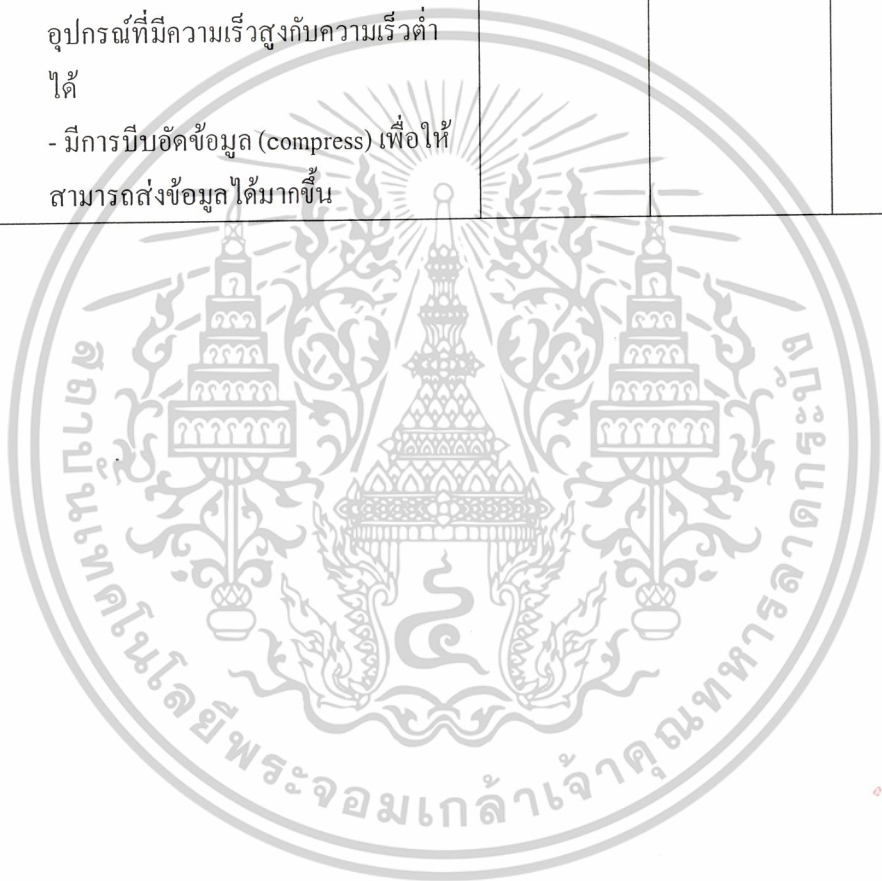 อุปกรณ์ที่มีความเร็วสูงกับความเร็วต่ำ
ได้
- มีการบีบอัดข้อมูล (compress) เพื่อให้
สามารถส่งข้อมูลได้มากขึ้น
สถาบันเทคโนโลยีพระจอมเกล้าเจ้าคุณทหารลาดกระบัง
๔